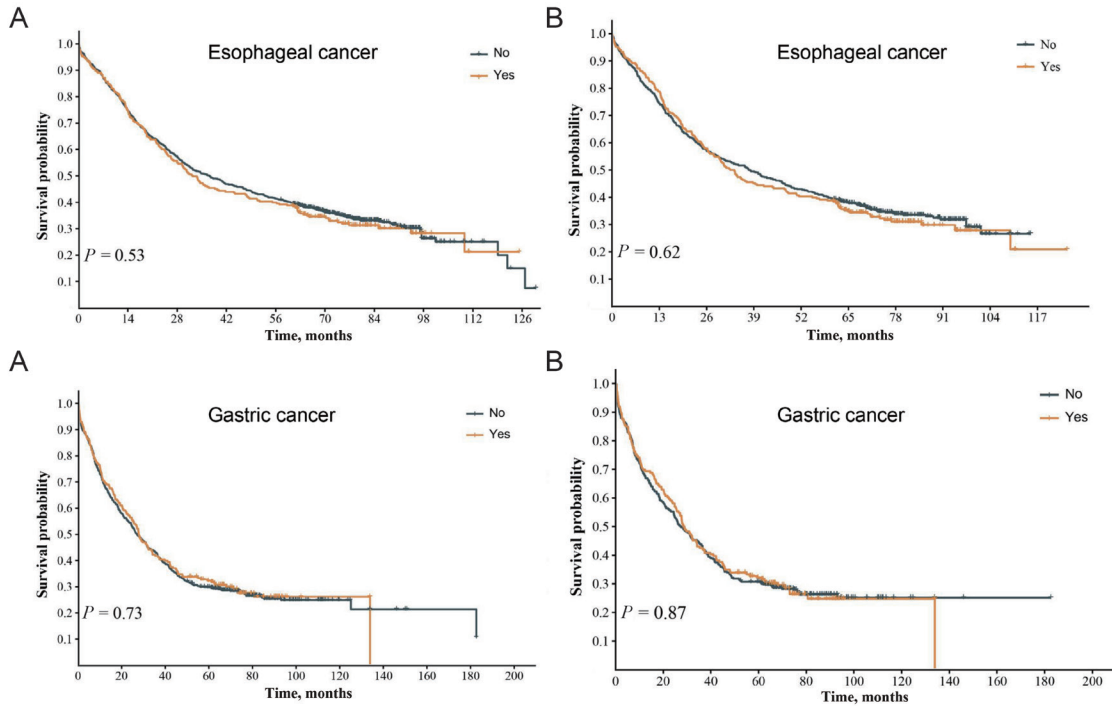 A
Esophageal cancer
No
Yes
Survival probability
1.0
0.9
0.8
0.7
0.6
0.5
0.4
0.3
0.2
0.1
P = 0.53
0 14 28 42 56 70 84 98 112 126
Time, months
B
Esophageal cancer
No
Yes
Survival probability
1.0
0.9
0.8
0.7
0.6
0.5
0.4
0.3
0.2
0.1
P = 0.62
0 13 26 39 52 65 78 91 104 117
Time, months
A
Gastric cancer
No
Yes
Survival probability
1.0
0.9
0.8
0.7
0.6
0.5
0.4
0.3
0.2
0.1
P = 0.73
0 20 40 60 80 100 120 140 160 180 200
Time, months
B
Gastric cancer
No
Yes
Survival probability
1.0
0.9
0.8
0.7
0.6
0.5
0.4
0.3
0.2
0.1
P = 0.87
0 20 40 60 80 100 120 140 160 180 200
Time, months